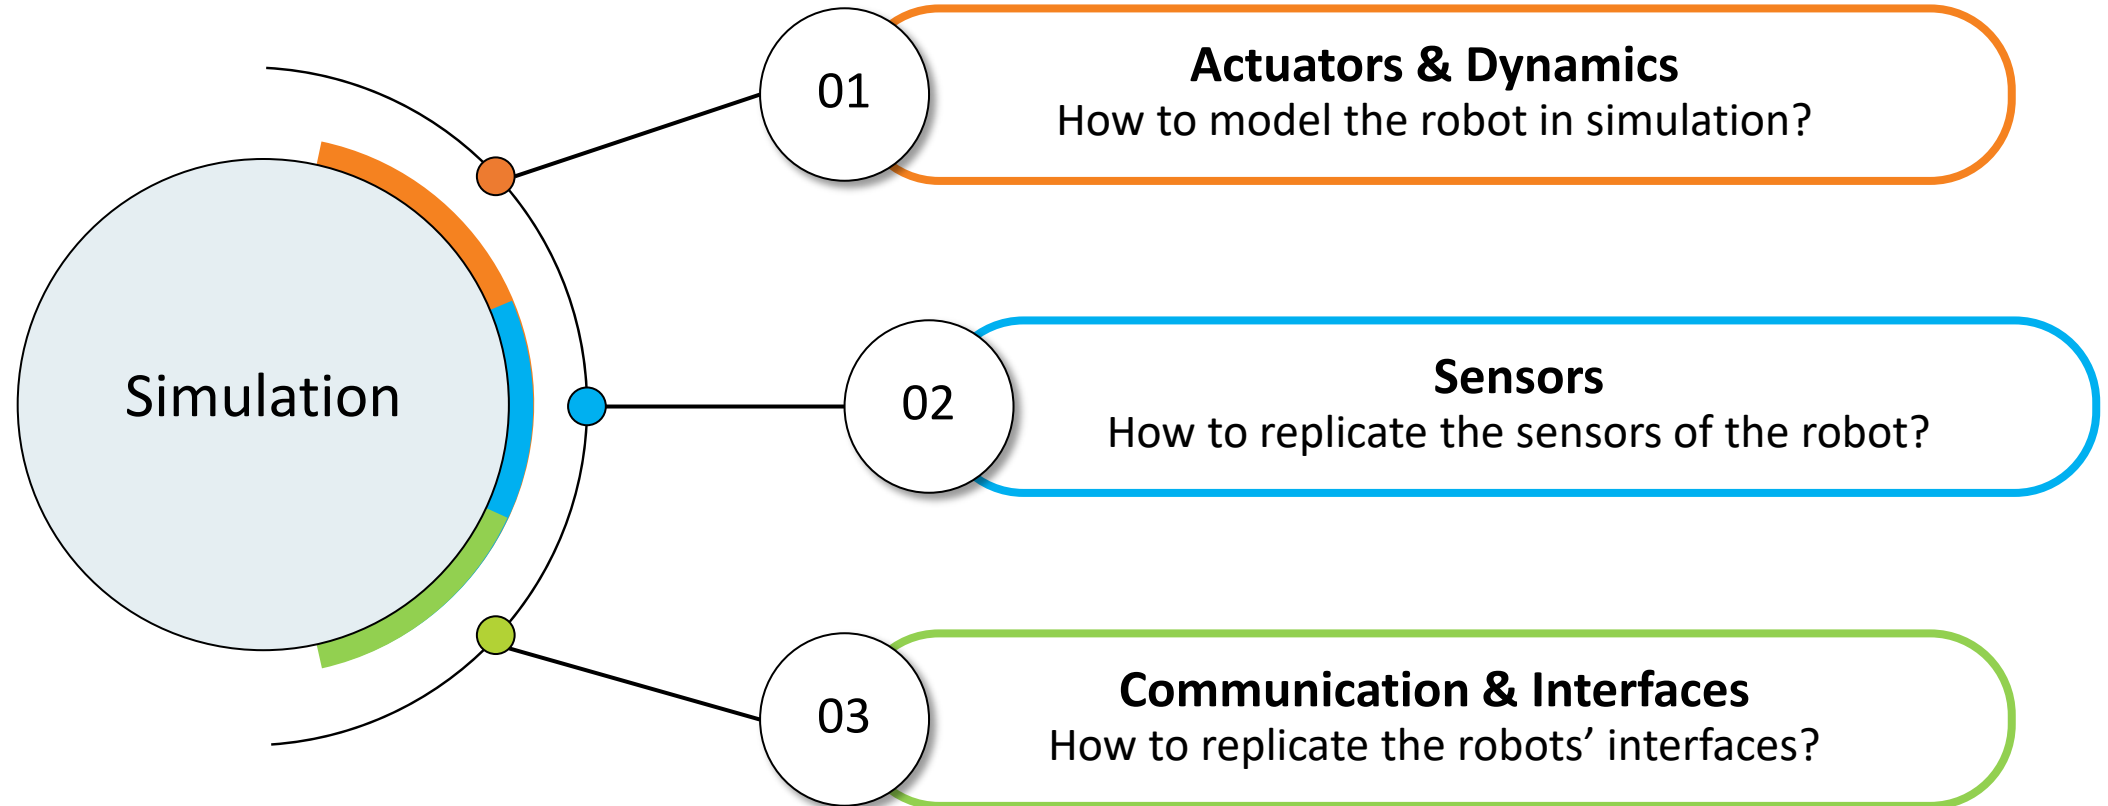 Simulation
01
Actuators & Dynamics
How to model the robot in simulation?
02
Sensors
How to replicate the sensors of the robot?
03
Communication & Interfaces
How to replicate the robots’ interfaces?